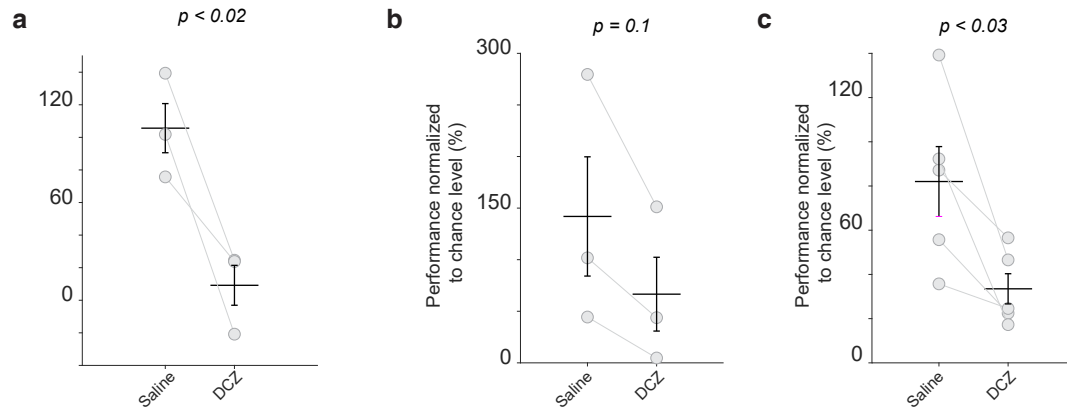 a
p < 0.02
120
60
0
Saline
DCZ
b
p = 0.1
Performance normalized
to chance level (%)
300
150
0
Saline
DCZ
c
p < 0.03
Performance normalized
to chance level (%)
120
60
0
Saline
DCZ